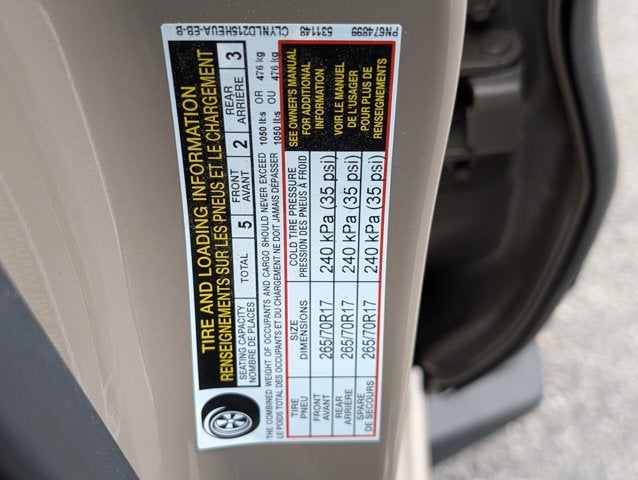 PN674899 531148 CLYNLD215HEUA-EB-B
TIRE AND LOADING INFORMATION
RENSEIGNEMENTS SUR LES PNEUS ET LE CHARGEMENT
SEATING CAPACITY TOTAL 5 FRONT 2 REAR 3
NOMBRE DE PLACES AVANT ARRIÈRE
THE COMBINED WEIGHT OF OCCUPANTS AND CARGO SHOULD NEVER EXCEED 1050 lbs OR 476 kg
LE POIDS TOTAL DES OCCUPANTS ET DU CHARGEMENT NE DOIT JAMAIS DÉPASSER 1050 lbs OU 476 kg
TIRE SIZE COLD TIRE PRESSURE
PNEU DIMENSIONS PRESSION DES PNEUS À FROID
FRONT
AVANT 265/70R17 240 kPa (35 psi)
REAR
ARRIÈRE 265/70R17 240 kPa (35 psi)
SPARE
DE SECOURS 265/70R17 240 kPa (35 psi)
SEE OWNER'S MANUAL
FOR ADDITIONAL
INFORMATION
VOIR LE MANUEL
DE L'USAGER
POUR PLUS DE
RENSEIGNEMENTS